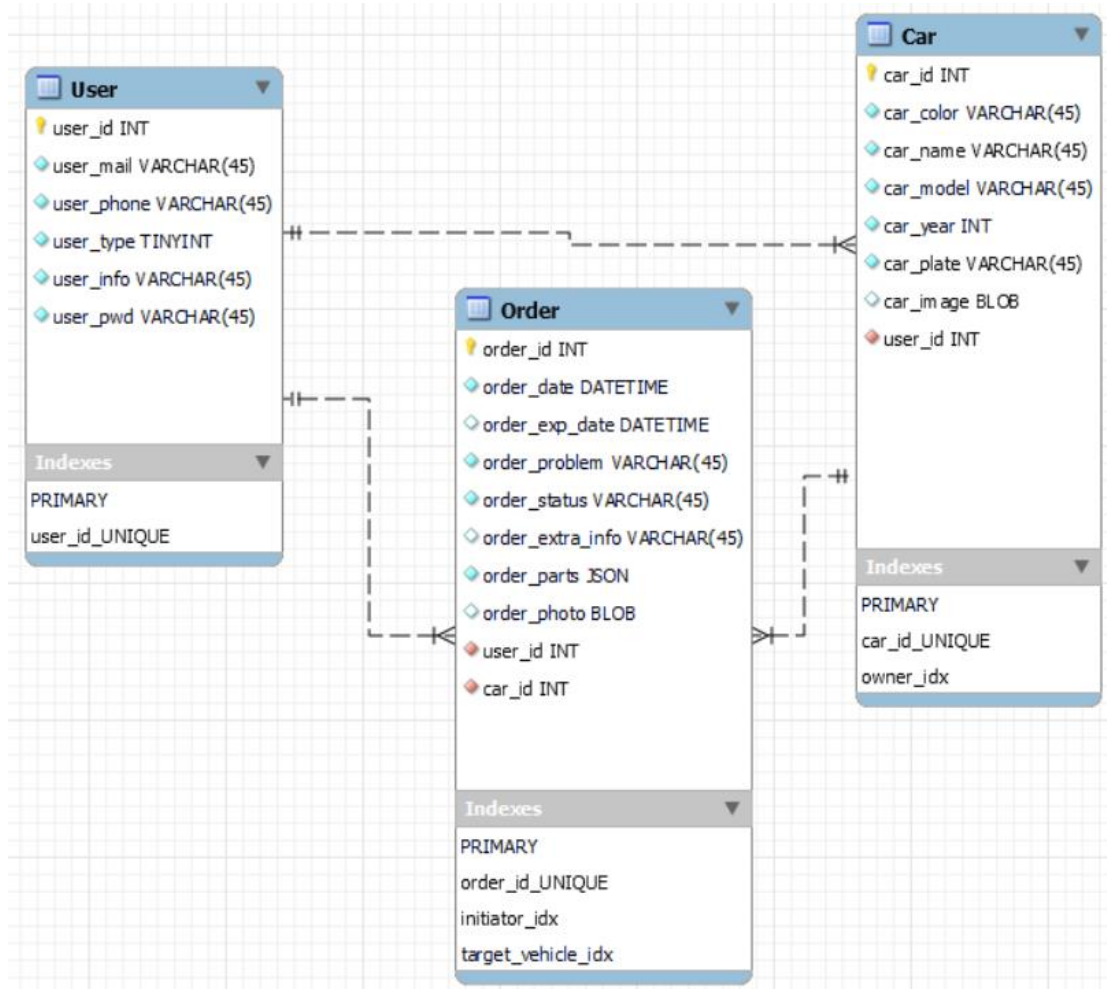 User
user_id INT
user_mail VARCHAR(45)
user_phone VARCHAR(45)
user_type TINYINT
user_info VARCHAR(45)
user_pwd VARCHAR(45)
Indexes
PRIMARY
user_id_UNIQUE
Order
order_id INT
order_date DATETIME
order_exp_date DATETIME
order_problem VARCHAR(45)
order_status VARCHAR(45)
order_extra_info VARCHAR(45)
order_parts JSON
order_photo BLOB
user_id INT
car_id INT
Indexes
PRIMARY
order_id_UNIQUE
initiator_idx
target_vehicle_idx
Car
car_id INT
car_color VARCHAR(45)
car_name VARCHAR(45)
car_model VARCHAR(45)
car_year INT
car_plate VARCHAR(45)
car_image BLOB
user_id INT
Indexes
PRIMARY
car_id_UNIQUE
owner_idx